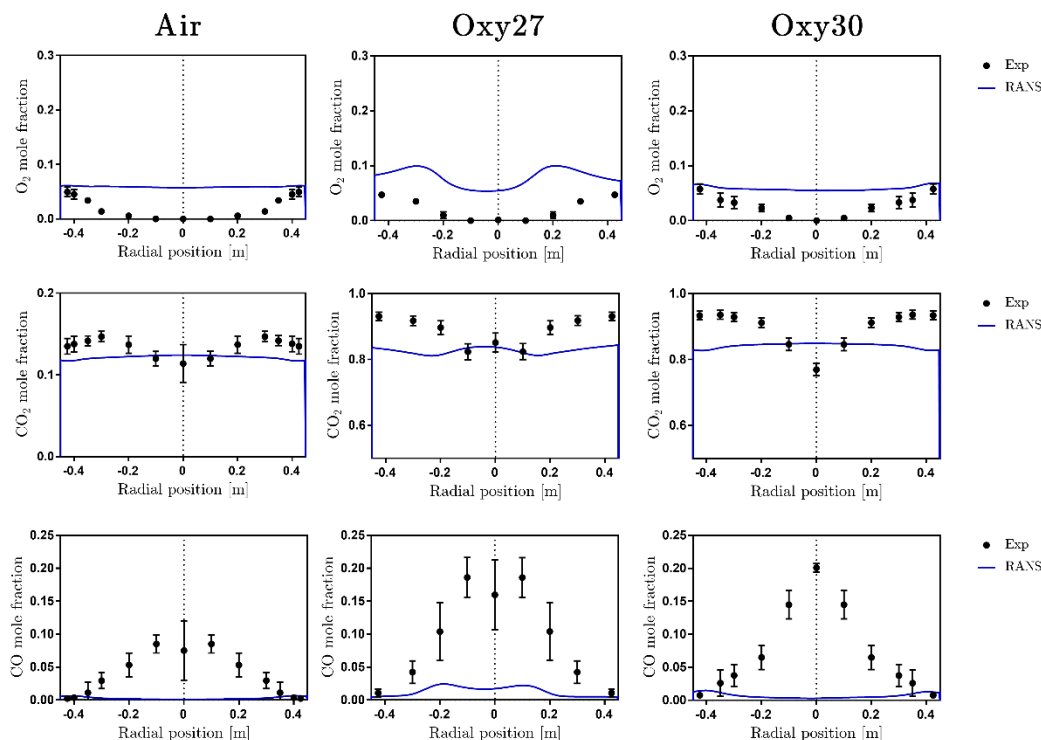 Air
Oxy27
Oxy30
O₂ mole fraction
0.3
0.2
0.1
0.0
-0.4 -0.2 0 0.2 0.4
Radial position [m]
O₂ mole fraction
0.3
0.2
0.1
0.0
-0.4 -0.2 0 0.2 0.4
Radial position [m]
O₂ mole fraction
0.3
0.2
0.1
0.0
-0.4 -0.2 0 0.2 0.4
Radial position [m]
Exp
RANS
CO₂ mole fraction
0.2
0.1
0.0
-0.4 -0.2 0 0.2 0.4
Radial position [m]
CO₂ mole fraction
1.0
0.8
0.6
-0.4 -0.2 0 0.2 0.4
Radial position [m]
CO₂ mole fraction
1.0
0.8
0.6
-0.4 -0.2 0 0.2 0.4
Radial position [m]
CO mole fraction
0.25
0.20
0.15
0.10
0.05
0.00
-0.4 -0.2 0 0.2 0.4
Radial position [m]
CO mole fraction
0.25
0.20
0.15
0.10
0.05
0.00
-0.4 -0.2 0 0.2 0.4
Radial position [m]
CO mole fraction
0.25
0.20
0.15
0.10
0.05
0.00
-0.4 -0.2 0 0.2 0.4
Radial position [m]
Exp
RANS